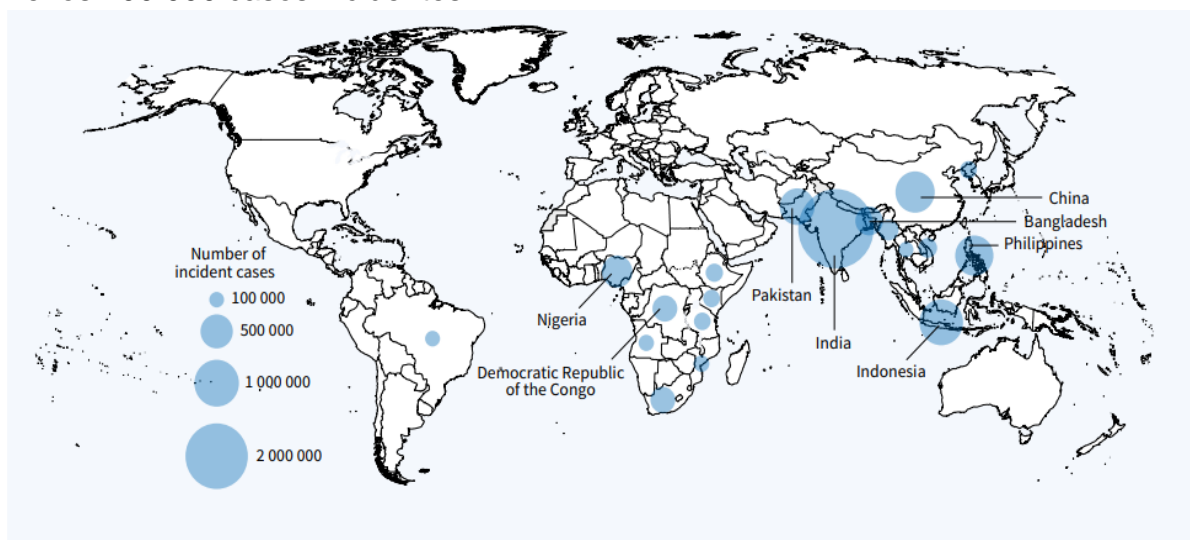 Number of
incident cases
100 000
500 000
1 000 000
2 000 000
China
Bangladesh
Philippines
Pakistan
India
Indonesia
Nigeria
Democratic Republic
of the Congo